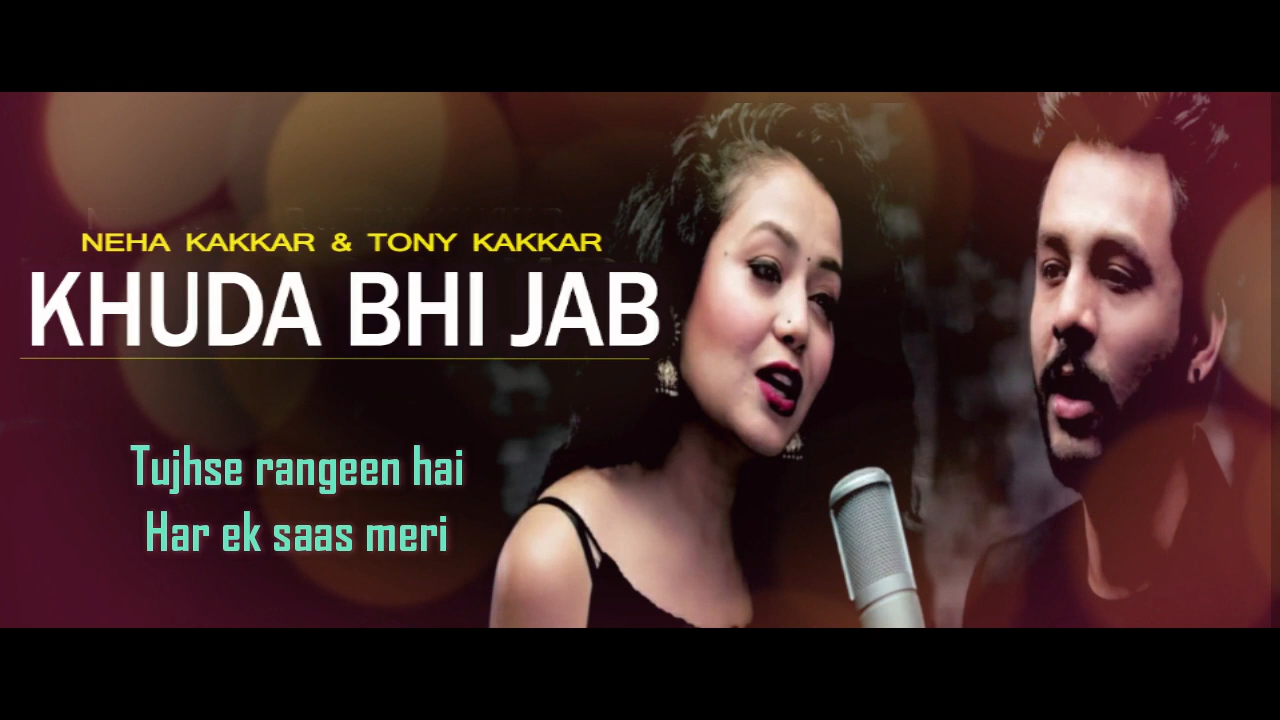 NEHA KAKKAR & TONY KAKKAR
KHUDA BHI JAB
Tujhse rangeen hai
Har ek saas meri